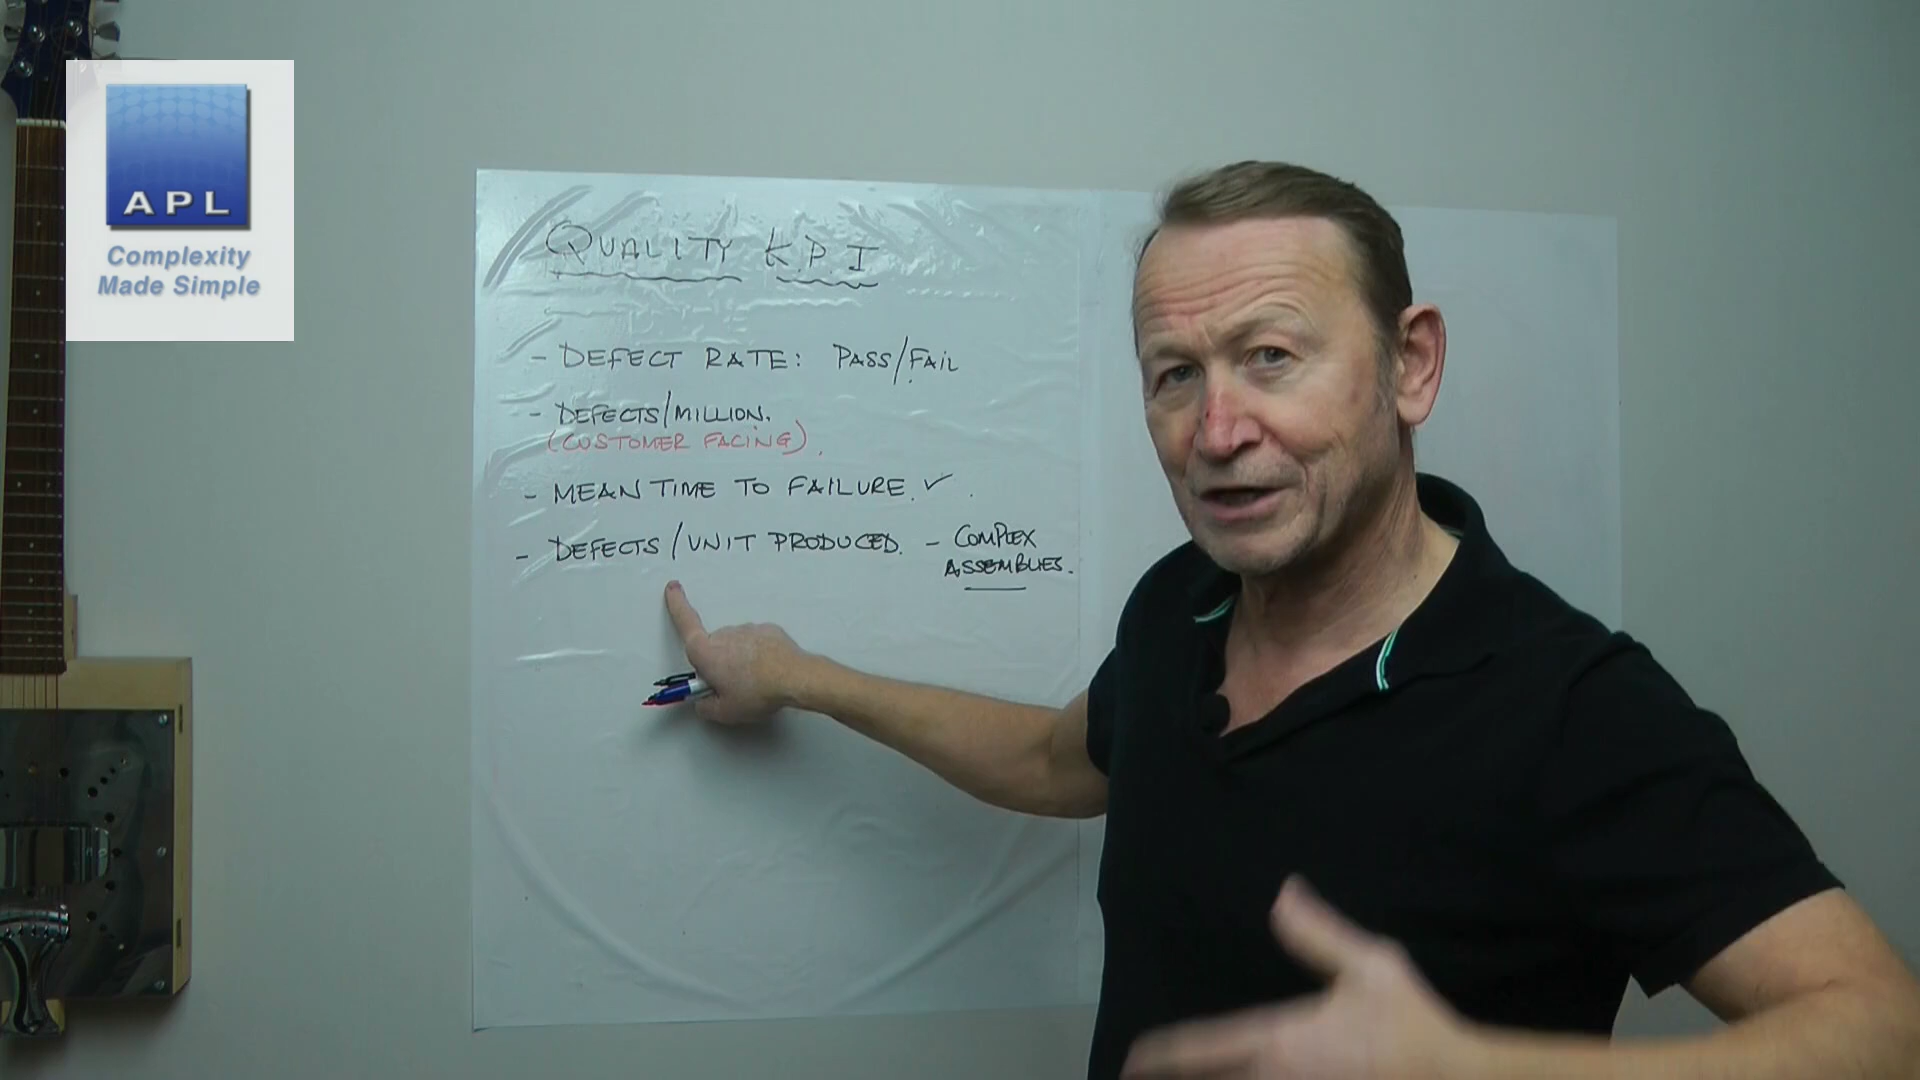 APL
Complexity
Made Simple
QUALITY K.P.I
- DEFECT RATE: PASS/FAIL
- DEFECTS/MILLION.
(CUSTOMER FACING).
- MEAN TIME TO FAILURE. ✓.
- DEFECTS/UNIT PRODUCED. - COMPLEX
ASSEMBLIES.